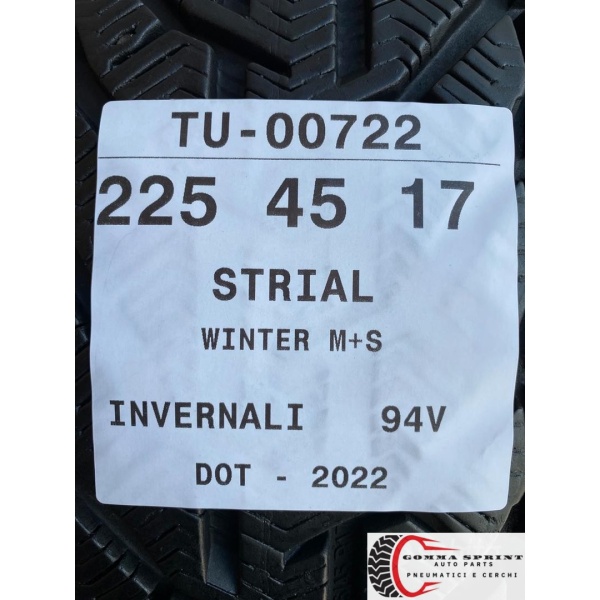 TU-00722
225 45 17
STRIAL
WINTER M+S
INVERNALI 94V
DOT - 2022
GOMMA SPRINT
AUTO PARTS
PNEUMATICI E CERCHI